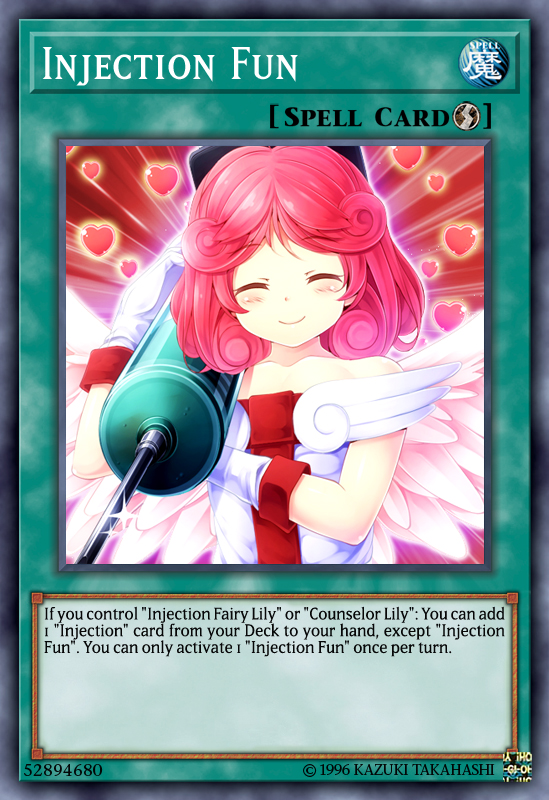 INJECTION FUN
SPELL
魔
[SPELL CARD]
If you control "Injection Fairy Lily" or "Counselor Lily": You can add
1 "Injection" card from your Deck to your hand, except "Injection
Fun". You can only activate 1 "Injection Fun" once per turn.
52894680
© 1996 KAZUKI TAKAHASHI